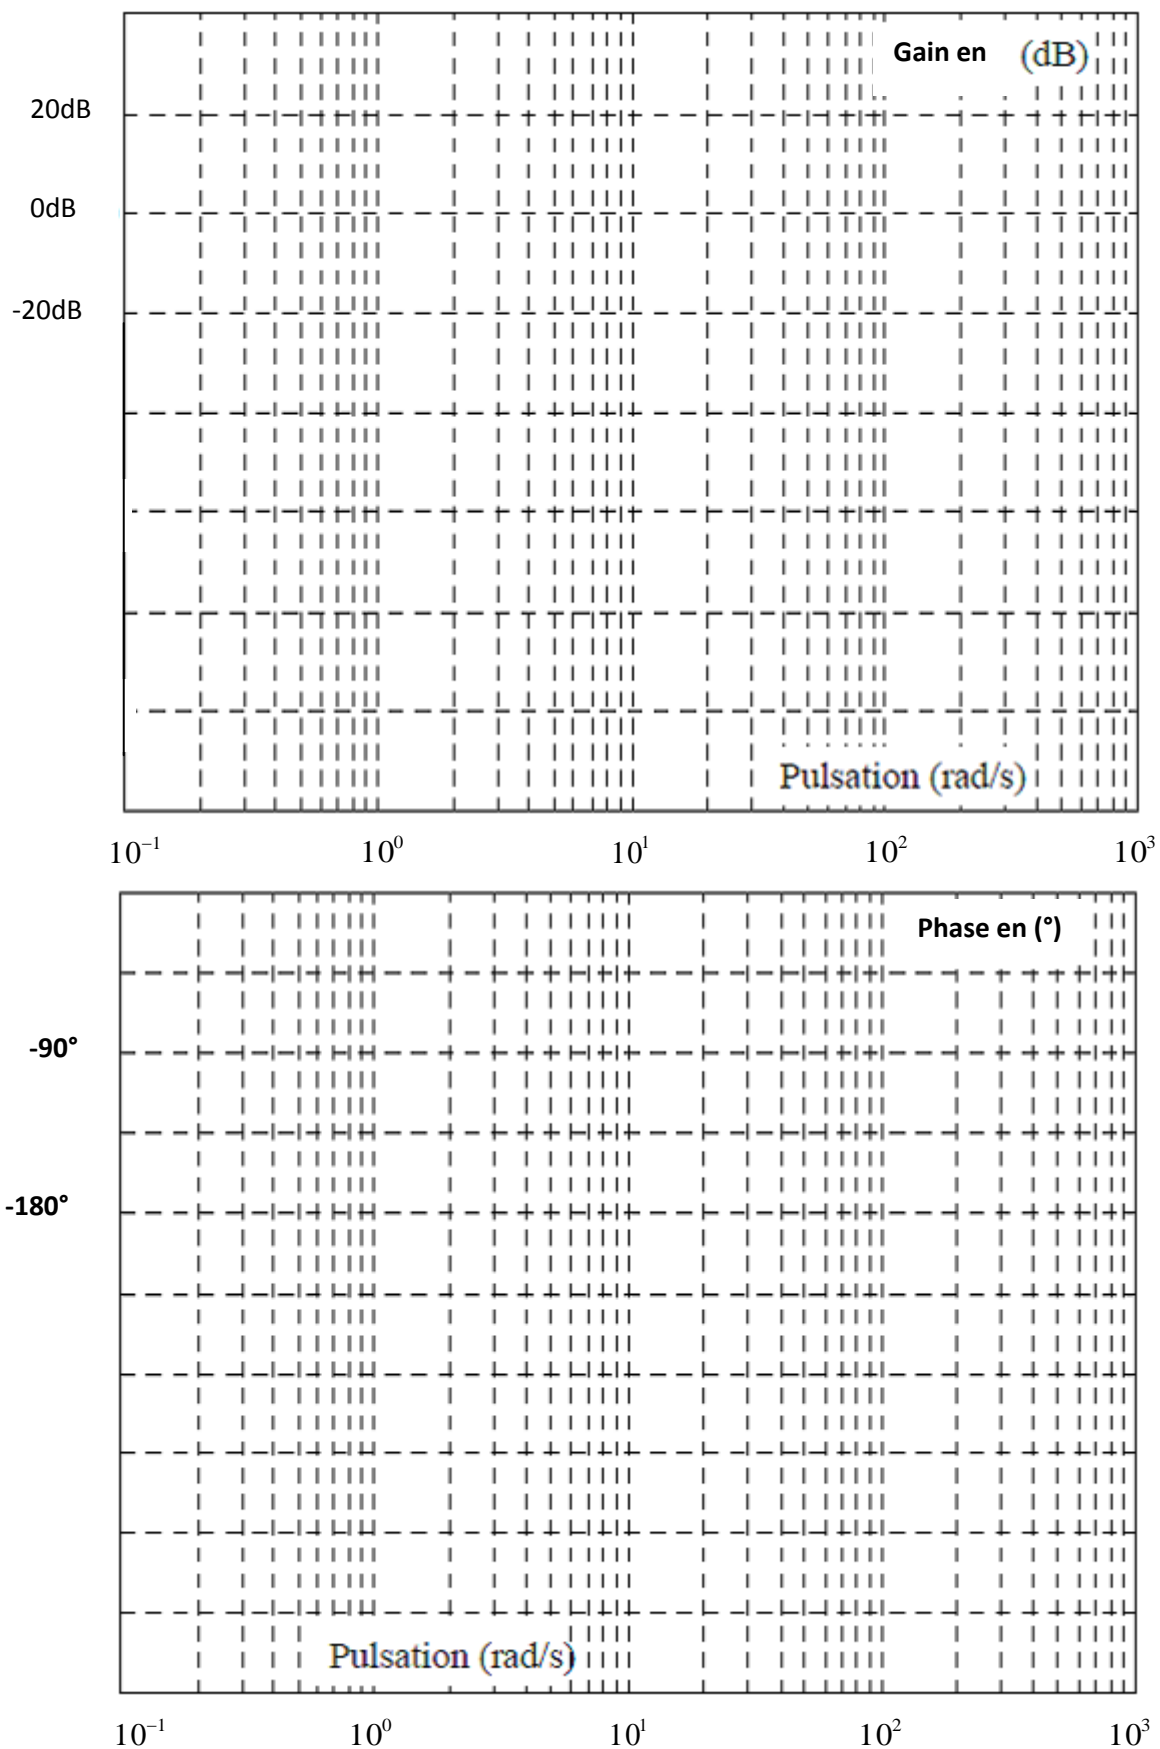 Gain en (dB)
20dB
0dB
-20dB
Pulsation (rad/s)
10⁻¹ 10⁰ 10¹ 10² 10³
Phase en (°)
-90°
-180°
Pulsation (rad/s)
10⁻¹ 10⁰ 10¹ 10² 10³